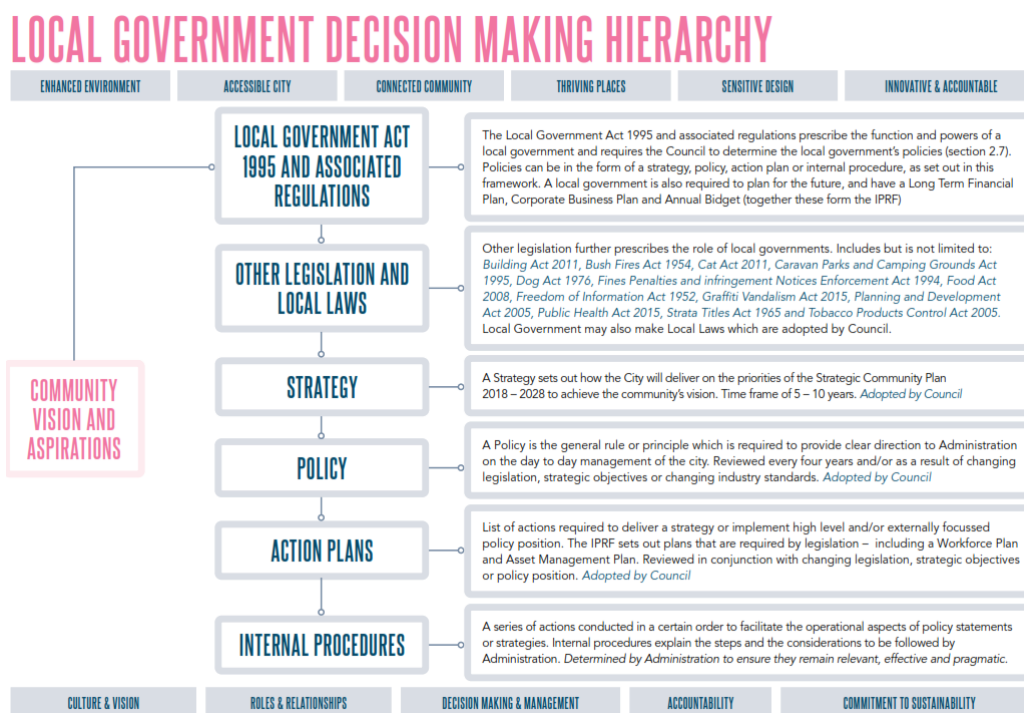 LOCAL GOVERNMENT DECISION MAKING HIERARCHY
ENHANCED ENVIRONMENT
ACCESSIBLE CITY
CONNECTED COMMUNITY
THRIVING PLACES
SENSITIVE DESIGN
INNOVATIVE & ACCOUNTABLE
COMMUNITY
VISION AND
ASPIRATIONS
LOCAL GOVERNMENT ACT
1995 AND ASSOCIATED
REGULATIONS
The Local Government Act 1995 and associated regulations prescribe the function and powers of a
local government and requires the Council to determine the local government's policies (section 2.7).
Policies can be in the form of a strategy, policy, action plan or internal procedure, as set out in this
framework. A local government is also required to plan for the future, and have a Long Term Financial
Plan, Corporate Business Plan and Annual Budget (together these form the IPRF)
OTHER LEGISLATION AND
LOCAL LAWS
Other legislation further prescribes the role of local governments. Includes but is not limited to:
Building Act 2011, Bush Fires Act 1954, Cat Act 2011, Caravan Parks and Camping Grounds Act
1995, Dog Act 1976, Fines Penalties and infringement Notices Enforcement Act 1994, Food Act
2008, Freedom of Information Act 1952, Graffiti Vandalism Act 2015, Planning and Development
Act 2005, Public Health Act 2015, Strata Titles Act 1965 and Tobacco Products Control Act 2005.
Local Government may also make Local Laws which are adopted by Council.
STRATEGY
A Strategy sets out how the City will deliver on the priorities of the Strategic Community Plan
2018 – 2028 to achieve the community's vision. Time frame of 5 – 10 years. Adopted by Council
POLICY
A Policy is the general rule or principle which is required to provide clear direction to Administration
on the day to day management of the city. Reviewed every four years and/or as a result of changing
legislation, strategic objectives or changing industry standards. Adopted by Council
ACTION PLANS
List of actions required to deliver a strategy or implement high level and/or externally focussed
policy position. The IPRF sets out plans that are required by legislation – including a Workforce Plan
and Asset Management Plan. Reviewed in conjunction with changing legislation, strategic objectives
or policy position. Adopted by Council
INTERNAL PROCEDURES
A series of actions conducted in a certain order to facilitate the operational aspects of policy statements
or strategies. Internal procedures explain the steps and the considerations to be followed by
Administration. Determined by Administration to ensure they remain relevant, effective and pragmatic.
CULTURE & VISION
ROLES & RELATIONSHIPS
DECISION MAKING & MANAGEMENT
ACCOUNTABILITY
COMMITMENT TO SUSTAINABILITY